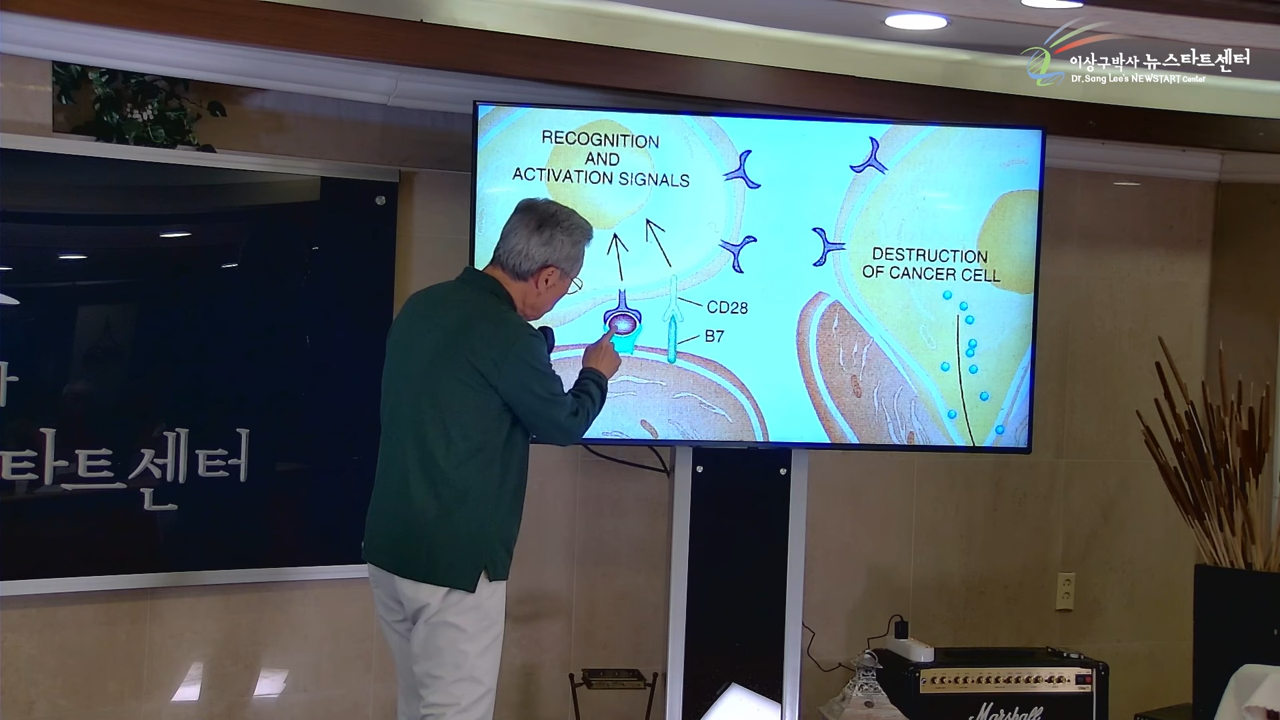 이상구박사 뉴스타트센터
Dr. Sang Lee's NEWSTART Center
RECOGNITION
AND
ACTIVATION SIGNALS
CD28
B7
DESTRUCTION
OF CANCER CELL
타트센터
Marshall